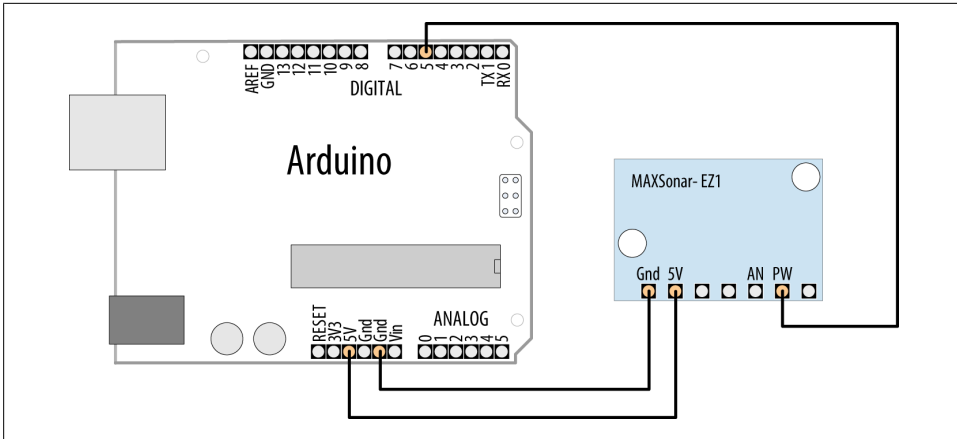 AREF
GND
13
12
11
10
9
8
7
6
5
4
3
2
TX 1
RX 0
DIGITAL
Arduino
MAXSonar- EZ1
Gnd 5V AN PW
RESET
3V3
5V
Gnd
Gnd
Vin
ANALOG
0
1
2
3
4
5